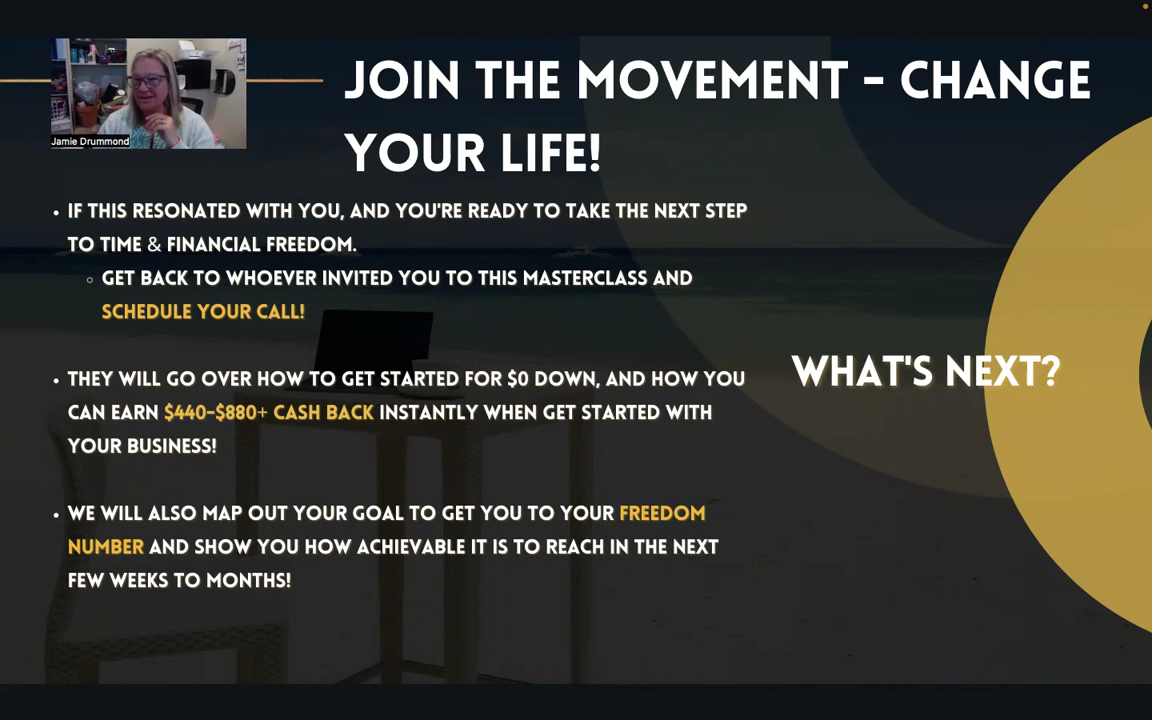 JOIN THE MOVEMENT - CHANGE
YOUR LIFE!
Jamie Drummond
• IF THIS RESONATED WITH YOU, AND YOU'RE READY TO TAKE THE NEXT STEP
TO TIME & FINANCIAL FREEDOM.
◦ GET BACK TO WHOEVER INVITED YOU TO THIS MASTERCLASS AND
SCHEDULE YOUR CALL!
• THEY WILL GO OVER HOW TO GET STARTED FOR $0 DOWN, AND HOW YOU
CAN EARN $440-$880+ CASH BACK INSTANTLY WHEN GET STARTED WITH
YOUR BUSINESS!
• WE WILL ALSO MAP OUT YOUR GOAL TO GET YOU TO YOUR FREEDOM
NUMBER AND SHOW YOU HOW ACHIEVABLE IT IS TO REACH IN THE NEXT
FEW WEEKS TO MONTHS!
WHAT'S NEXT?